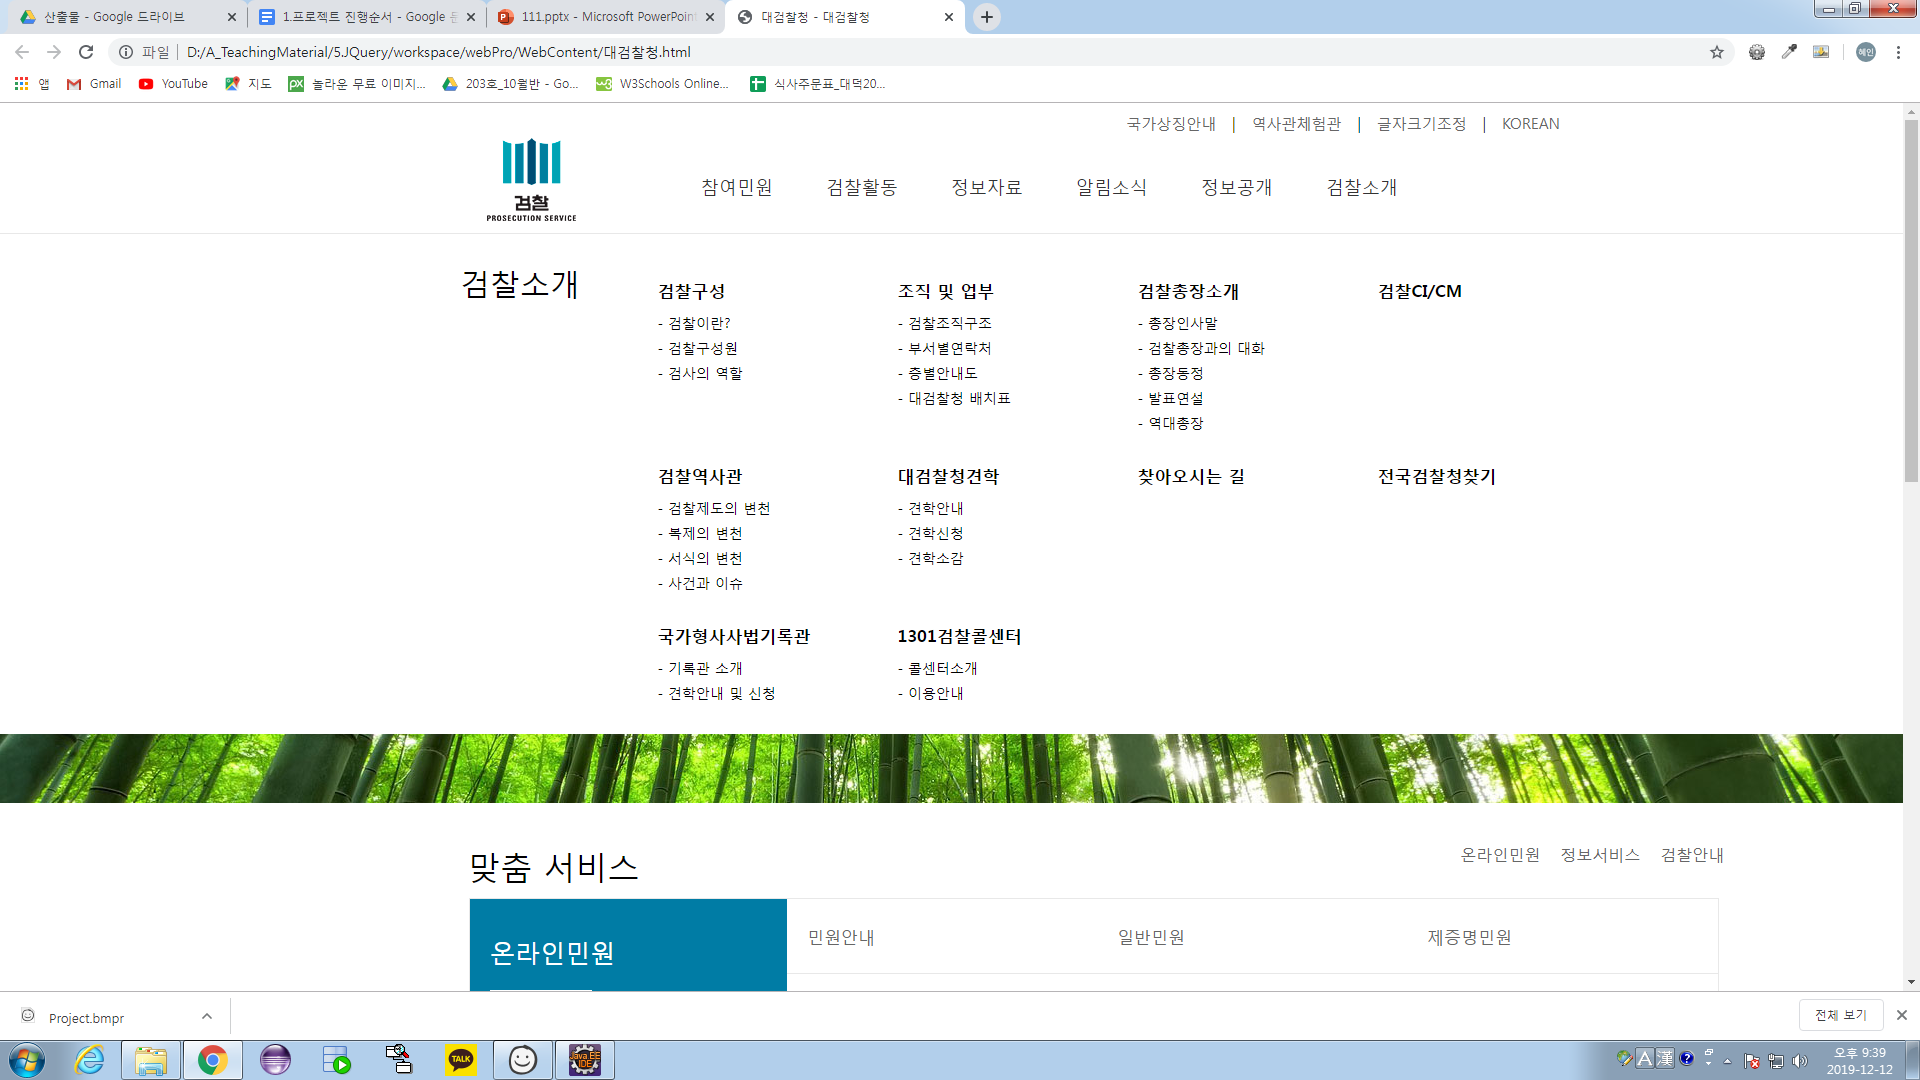 산출물 - Google 드라이브
1.프로젝트 진행순서 - Google 문
111.pptx - Microsoft PowerPoint
대검찰청 - 대검찰청
파일 | D:/A_TeachingMaterial/5.JQuery/workspace/webPro/WebContent/대검찰청.html
혜인
앱 Gmail YouTube 지도 놀라운 무료 이미지... 203호_10월반 - Go... W3Schools Online... 식사주문표_대덕20...
국가상징안내 | 역사관체험관 | 글자크기조정 | KOREAN
검찰
PROSECUTION SERVICE
참여민원 검찰활동 정보자료 알림소식 정보공개 검찰소개
검찰소개
검찰구성
- 검찰이란?
- 검찰구성원
- 검사의 역할
조직 및 업부
- 검찰조직구조
- 부서별연락처
- 층별안내도
- 대검찰청 배치표
검찰총장소개
- 총장인사말
- 검찰총장과의 대화
- 총장동정
- 발표연설
- 역대총장
검찰CI/CM
검찰역사관
- 검찰제도의 변천
- 복제의 변천
- 서식의 변천
- 사건과 이슈
대검찰청견학
- 견학안내
- 견학신청
- 견학소감
찾아오시는 길
전국검찰청찾기
국가형사사법기록관
- 기록관 소개
- 견학안내 및 신청
1301검찰콜센터
- 콜센터소개
- 이용안내
맞춤 서비스
온라인민원 정보서비스 검찰안내
온라인민원
민원안내 일반민원 제증명민원
Project.bmpr
전체 보기
TALK
Java EE
IDE
A 漢
오후 9:39
2019-12-12